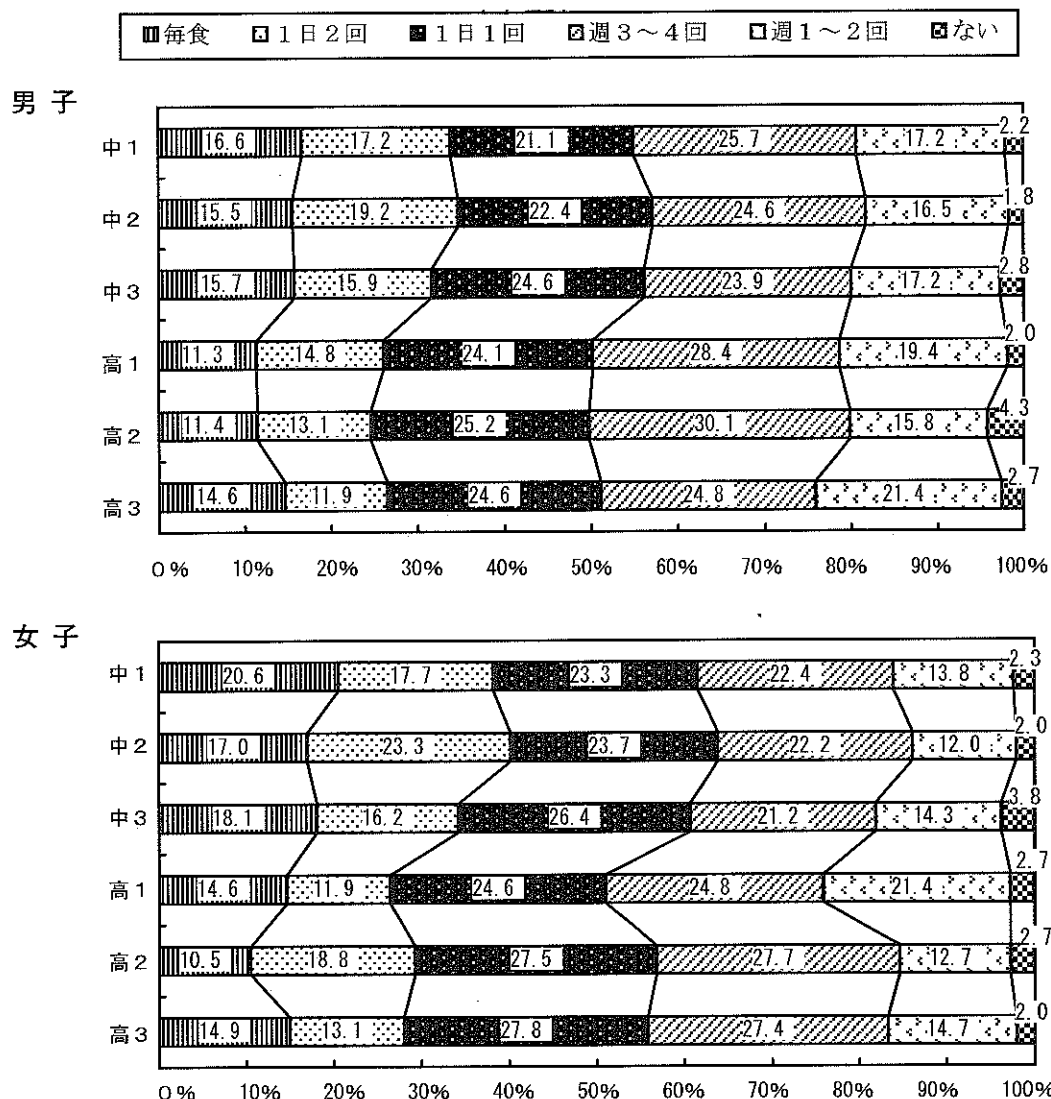 毎食 1日2回 1日1回 週3～4回 週1～2回 ない
男子
中1 16.6 17.2 21.1 25.7 17.2 2.2
中2 15.5 19.2 22.4 24.6 16.5 1.8
中3 15.7 15.9 24.6 23.9 17.2 2.8
高1 11.3 14.8 24.1 28.4 19.4 2.0
高2 11.4 13.1 25.2 30.1 15.8 4.3
高3 14.6 11.9 24.6 24.8 21.4 2.7
0% 10% 20% 30% 40% 50% 60% 70% 80% 90% 100%
女子
中1 20.6 17.7 23.3 22.4 13.8 2.3
中2 17.0 23.3 23.7 22.2 12.0 2.0
中3 18.1 16.2 26.4 21.2 14.3 3.8
高1 14.6 11.9 24.6 24.8 21.4 2.7
高2 10.5 18.8 27.5 27.7 12.7 2.7
高3 14.9 13.1 27.8 27.4 14.7 2.0
0% 10% 20% 30% 40% 50% 60% 70% 80% 90% 100%